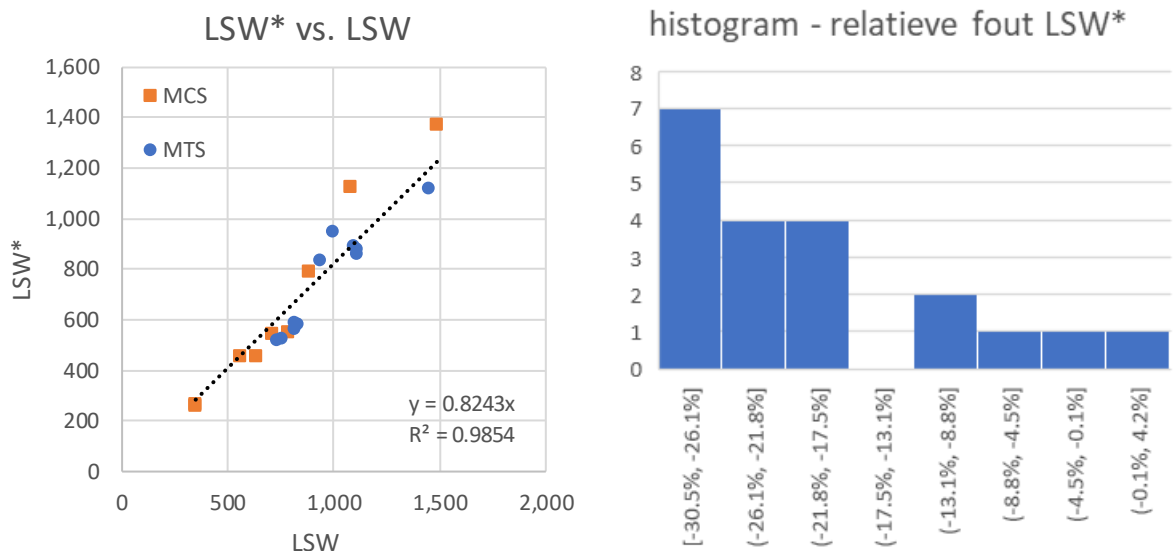 LSW* vs. LSW
1,600
1,400
1,200
1,000
800
600
400
200
0
LSW*
MCS
MTS
y = 0.8243x
R² = 0.9854
0 500 1,000 1,500 2,000
LSW
histogram - relatieve fout LSW*
8
7
6
5
4
3
2
1
0
[-30.5%, -26.1%]
(-26.1%, -21.8%]
(-21.8%, -17.5%]
(-17.5%, -13.1%]
(-13.1%, -8.8%]
(-8.8%, -4.5%]
(-4.5%, -0.1%]
(-0.1%, 4.2%]